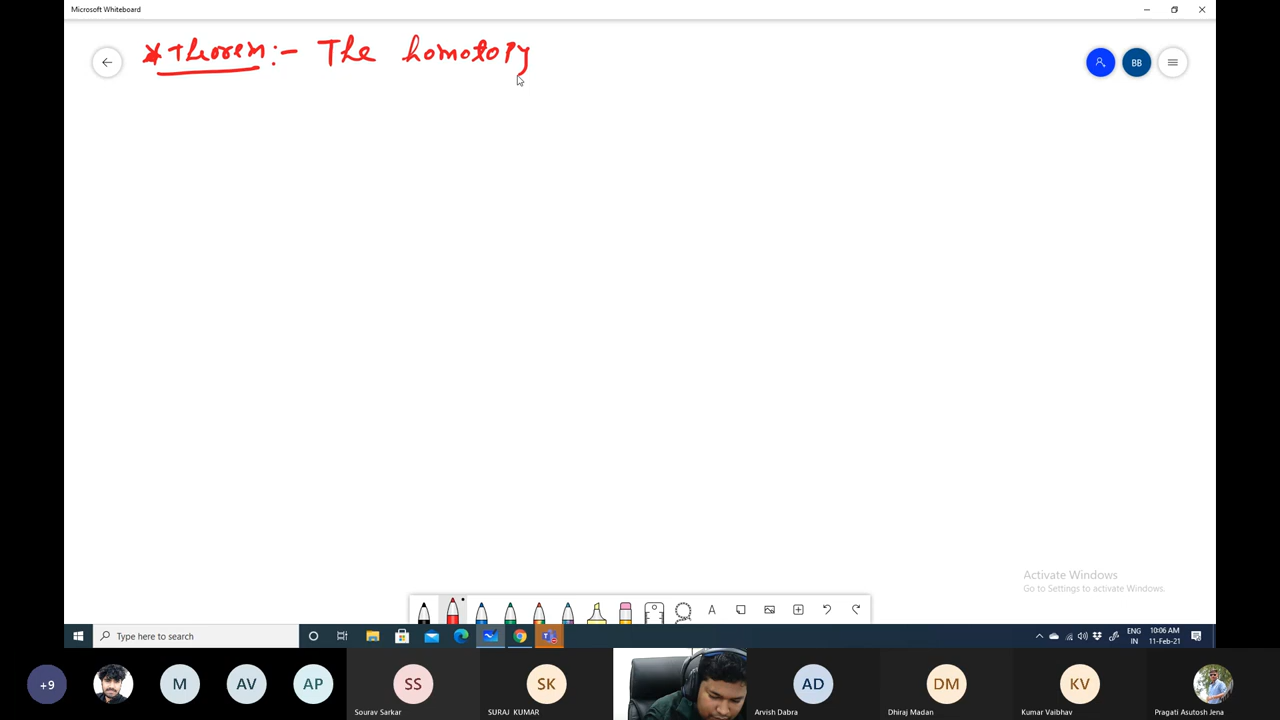 Microsoft Whiteboard
* Theorem:- The homotopy
BB
Activate Windows
Go to Settings to activate Windows.
A
Type here to search
ENG
IN
10:06 AM
11-Feb-21
+9
M
AV
AP
SS
Sourav Sarkar
SK
SURAJ KUMAR
AD
Arvish Dabra
DM
Dhiraj Madan
KV
Kumar Vaibhav
Pragati Asutosh Jena